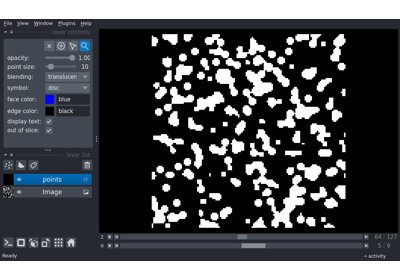 File View Window Plugins Help
layer controls
opacity: 1.00
point size: 10
blending: translucen
symbol: disc
face color: blue
edge color: black
display text:
out of slice:
layer list
points
Image
2 64 127
0 5 9
Ready activity